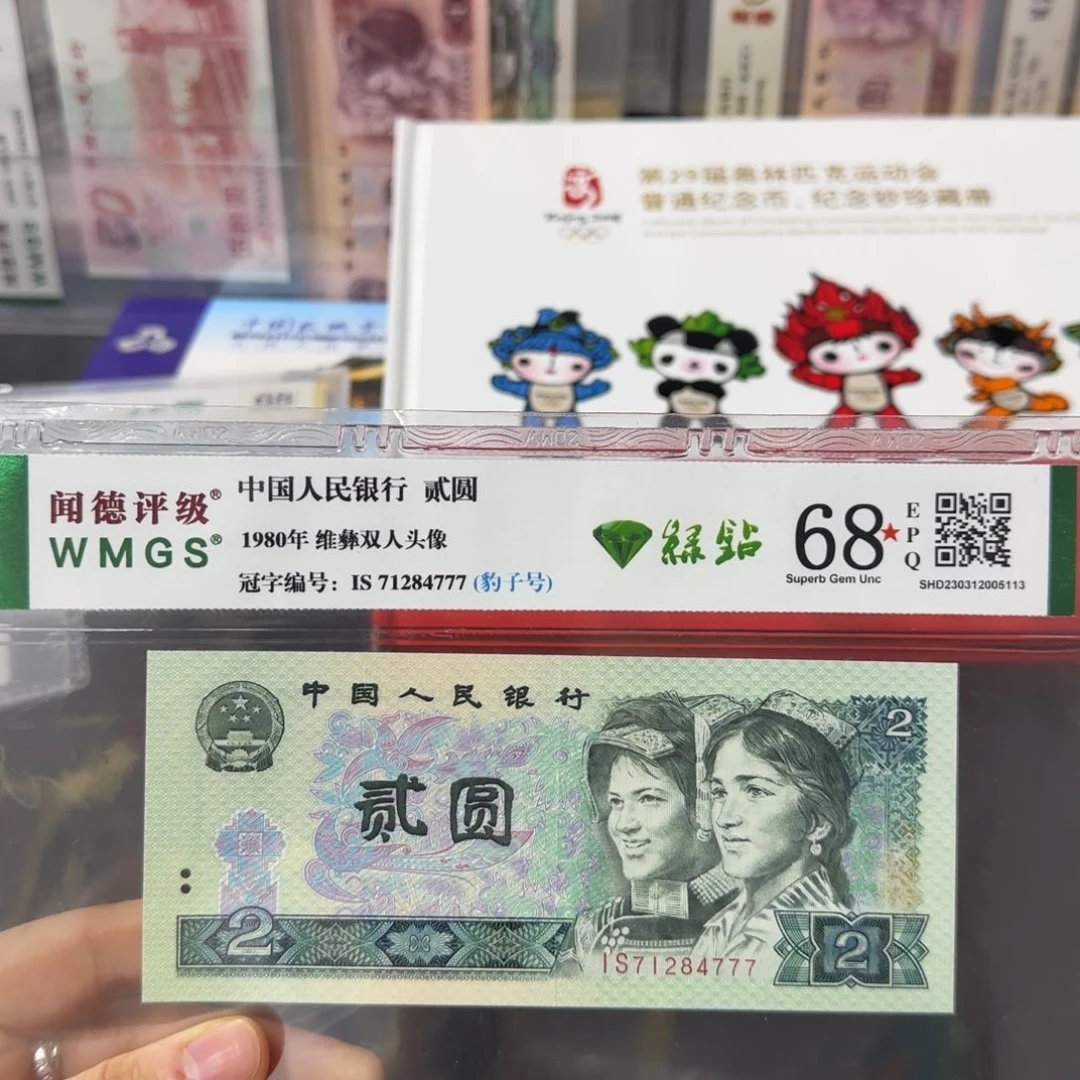 第29届奥林匹克运动会
普通纪念币、纪念钞珍藏册
Beijing 2008
闻德评级®
WMGS®
中国人民银行 贰圆
1980年 维彝双人头像
冠字编号：IS 71284777 (豹子号)
绿钻
68★
EPQ
Superb Gem Unc
SHD230312005113
中国人民银行
贰圆
2
2
2
IS71284777